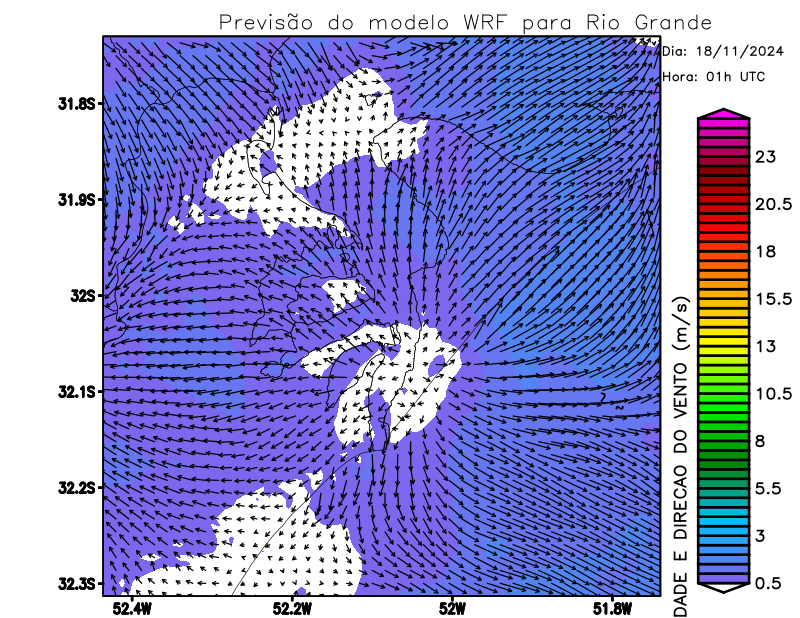 Previsão do modelo WRF para Rio Grande
Dia: 18/11/2024
Hora: 01h UTC
31.8S
31.9S
32S
32.1S
32.2S
32.3S
52.4W
52.2W
52W
51.8W
DADE E DIRECAO DO VENTO (m/s)
23
20.5
18
15.5
13
10.5
8
5.5
3
0.5